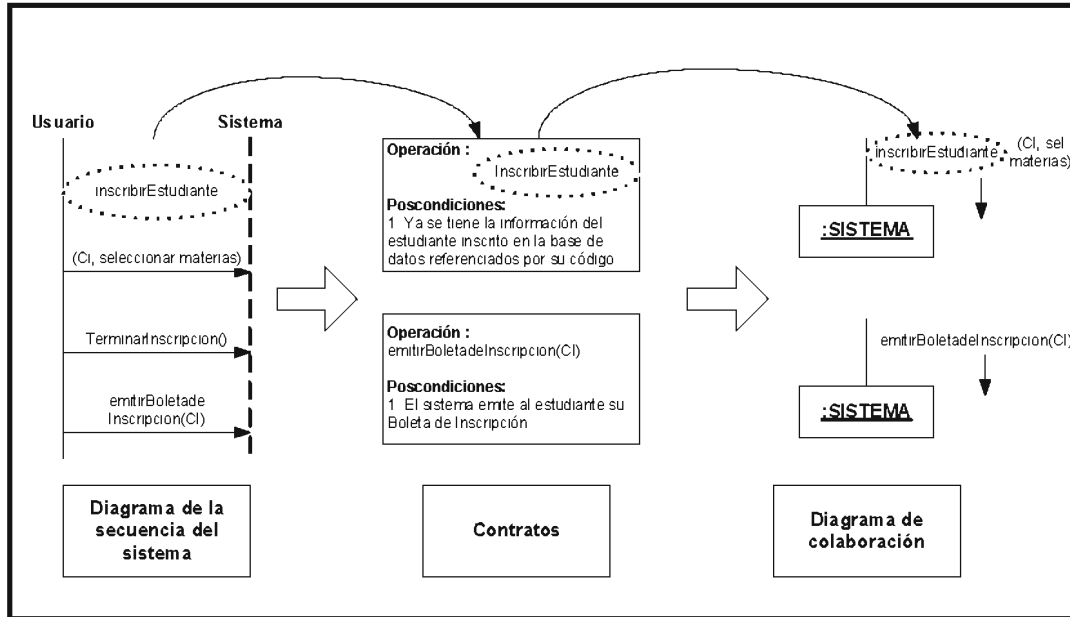 Usuario
Sistema
inscribirEstudiante
(Ci, seleccionar materias)
TerminarInscripcion()
emitirBoletade
Inscripcion(CI)
Diagrama de la
secuencia del
sistema
Operación :
InscribirEstudiante
Poscondiciones:
1 Ya se tiene la información del
estudiante inscrito en la base de
datos referenciados por su código
Operación :
emitirBoletadeInscripcion(CI)
Poscondiciones:
1 El sistema emite al estudiante su
Boleta de Inscripción
Contratos
inscribirEstudiante
(CI, sel
materias)
:SISTEMA
emitirBoletadeInscripcion(CI)
:SISTEMA
Diagrama de
colaboración